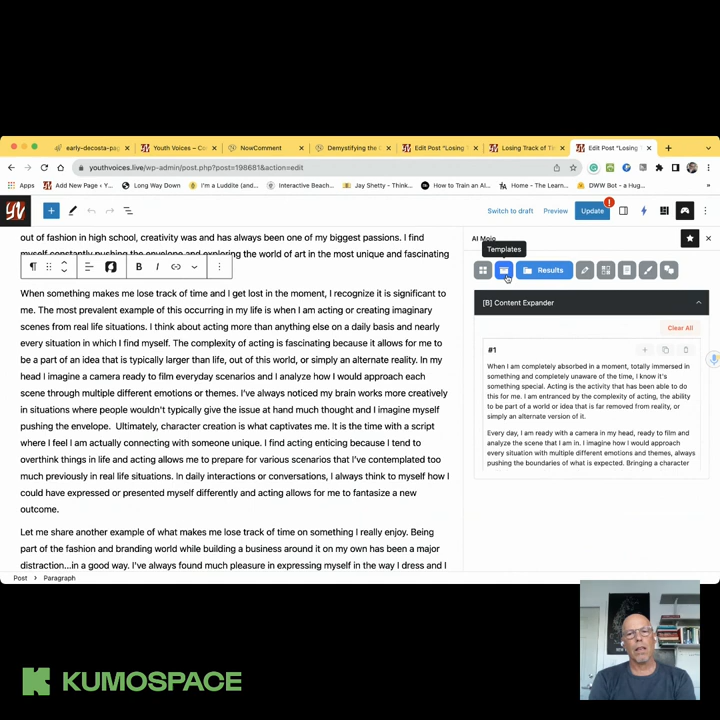 early-decosta-pag
Youth Voices – Con
NowComment
Demystifying the E
Edit Post "Losing T
Losing Track of Tim
Edit Post "Losing T
youthvoices.live/wp-admin/post.php?post=198681&action=edit
Apps
Add New Page ‹ Y...
Long Way Down
I'm a Luddite (and...
Interactive Beach...
Jay Shetty - Think...
How to Train an AI...
Home - The Learn...
DWW Bot - a Hug...
YV
Switch to draft
Preview
Update
!
out of fashion in high school, creativity was and has always been one of my biggest passions. I find
myself constantly pushing the envelope and exploring the world of art in the most unique and fascinating
B I
AI Mojo
Templates
Results
[B] Content Expander
Clear All
#1
When I am completely absorbed in a moment, totally immersed in
something and completely unaware of the time, I know it's
something special. Acting is the activity that has been able to do
this for me. I am entranced by the complexity of acting, the ability
to be part of a world or idea that is far removed from reality, or
simply an alternate version of it.
Every day, I am ready with a camera in my head, ready to film and
analyze the scene that I am in. I imagine how I would approach
every situation with multiple different emotions and themes, always
pushing the boundaries of what is expected. Bringing a character
When something makes me lose track of time and I get lost in the moment, I recognize it is significant to
me. The most prevalent example of this occurring in my life is when I am acting or creating imaginary
scenes from real life situations. I think about acting more than anything else on a daily basis and nearly
every situation in which I find myself. The complexity of acting is fascinating because it allows for me to
be a part of an idea that is typically larger than life, out of this world, or simply an alternate reality. In my
head I imagine a camera ready to film everyday scenarios and I analyze how I would approach each
scene through multiple different emotions or themes. I've always noticed my brain works more creatively
in situations where people wouldn't typically give the issue at hand much thought and I imagine myself
pushing the envelope. Ultimately, character creation is what captivates me. It is the time with a script
where I feel I am actually connecting with someone unique. I find acting enticing because I tend to
overthink things in life and acting allows me to prepare for various scenarios that I've contemplated too
much previously in real life situations. In daily interactions or conversations, I always think to myself how I
could have expressed or presented myself differently and acting allows for me to fantasize a new
outcome.
Let me share another example of what makes me lose track of time on something I really enjoy. Being
part of the fashion and branding world while building a business around it on my own has been a major
distraction...in a good way. I've always found much pleasure in expressing myself in the way I dress and I
Post › Paragraph
KUMOSPACE